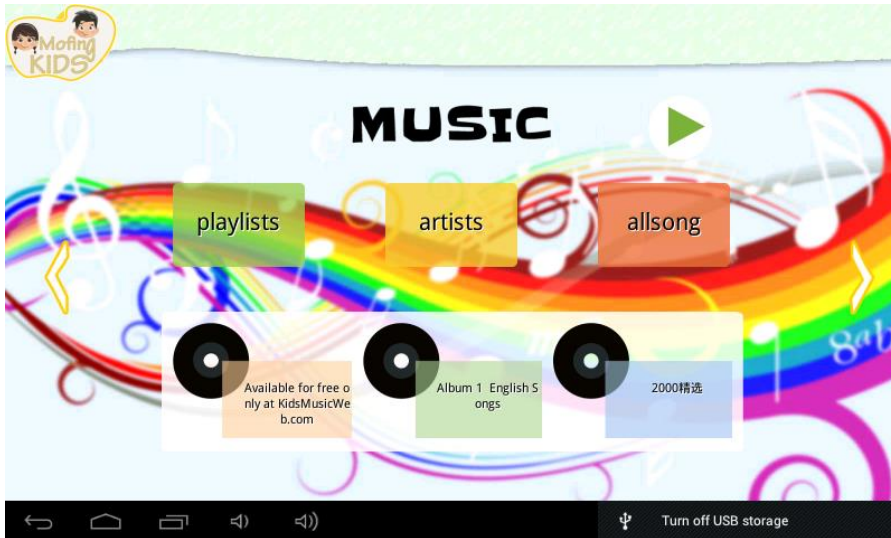 Mofing
KIDS
MUSIC
playlists
artists
allsong
Available for free o
nly at KidsMusicWe
b.com
Album 1 English S
ongs
2000精选
Turn off USB storage